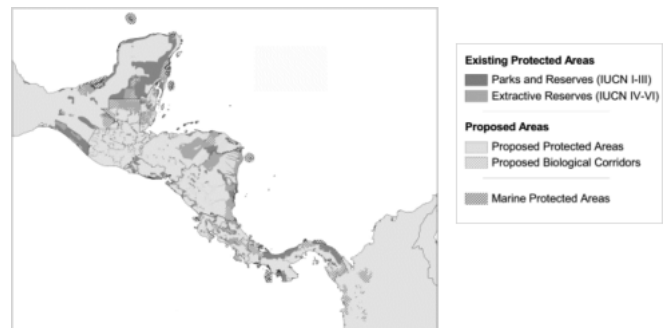 Existing Protected Areas
Parks and Reserves (IUCN I-III)
Extractive Reserves (IUCN IV-VI)
Proposed Areas
Proposed Protected Areas
Proposed Biological Corridors
Marine Protected Areas